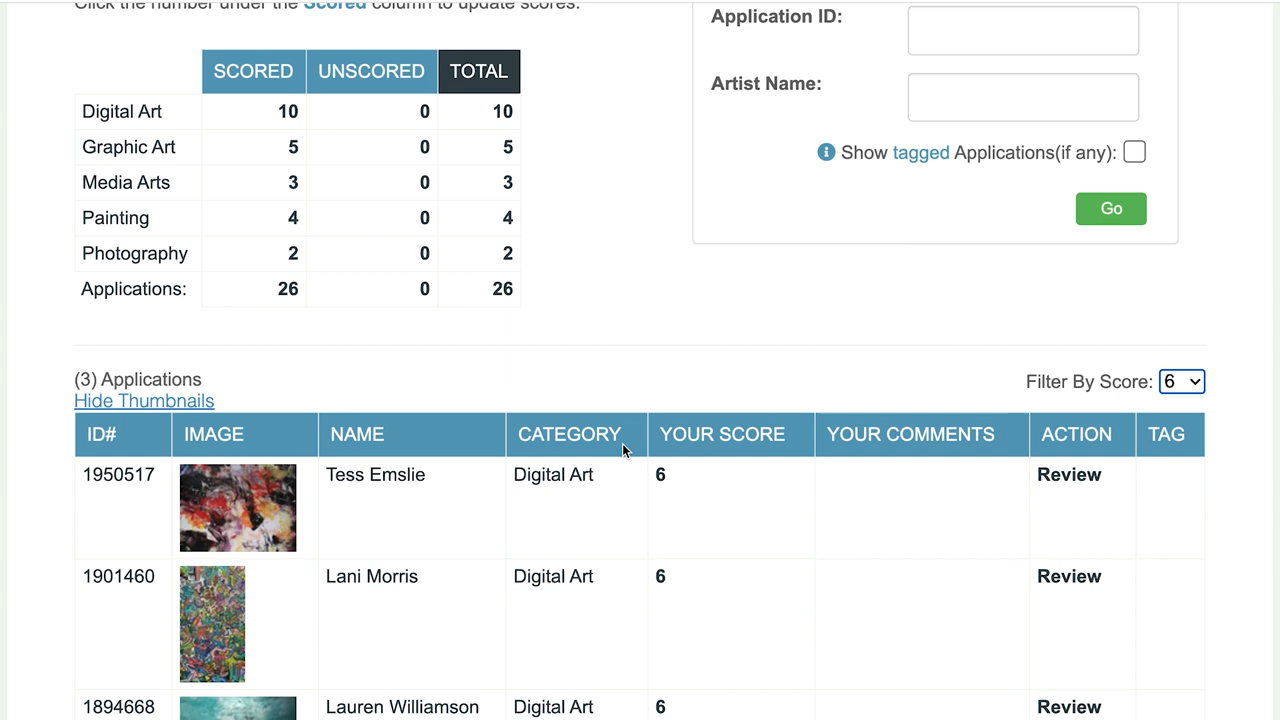 Click the number under the Scored column to update scores.
Application ID:
Artist Name:
Show tagged Applications(if any):
Go
SCORED UNSCORED TOTAL
Digital Art 10 0 10
Graphic Art 5 0 5
Media Arts 3 0 3
Painting 4 0 4
Photography 2 0 2
Applications: 26 0 26
(3) Applications
Hide Thumbnails
Filter By Score: 6
ID# IMAGE NAME CATEGORY YOUR SCORE YOUR COMMENTS ACTION TAG
1950517 Tess Emslie Digital Art 6 Review
1901460 Lani Morris Digital Art 6 Review
1894668 Lauren Williamson Digital Art 6 Review